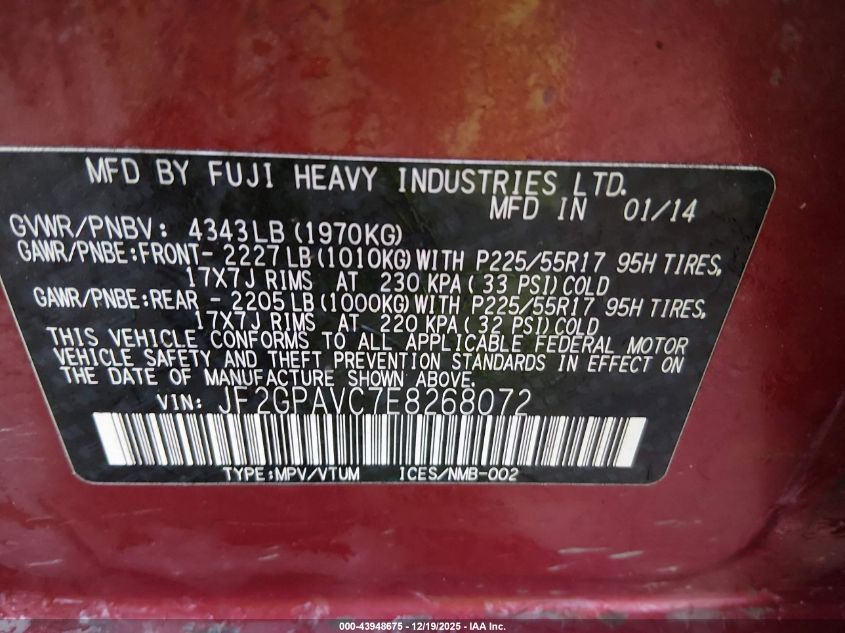 MFD BY FUJI HEAVY INDUSTRIES LTD.
MFD IN 01/14
GVWR/PNBV: 4343LB(1970KG)
GAWR/PNBE:FRONT- 2227LB(1010KG)WITH P225/55R17 95H TIRES,
17X7J RIMS AT 230 KPA(33 PSI)COLD
GAWR/PNBE:REAR - 2205LB(1000KG)WITH P225/55R17 95H TIRES,
17X7J RIMS AT 220 KPA(32 PSI)COLD
THIS VEHICLE CONFORMS TO ALL APPLICABLE FEDERAL MOTOR
VEHICLE SAFETY AND THEFT PREVENTION STANDARDS IN EFFECT ON
THE DATE OF MANUFACTURE SHOWN ABOVE.
VIN: JF2GPAVC7E8268072
TYPE:MPV/VTUM ICES/NMB-002
000-43948675 - 12/19/2025 - IAA Inc.